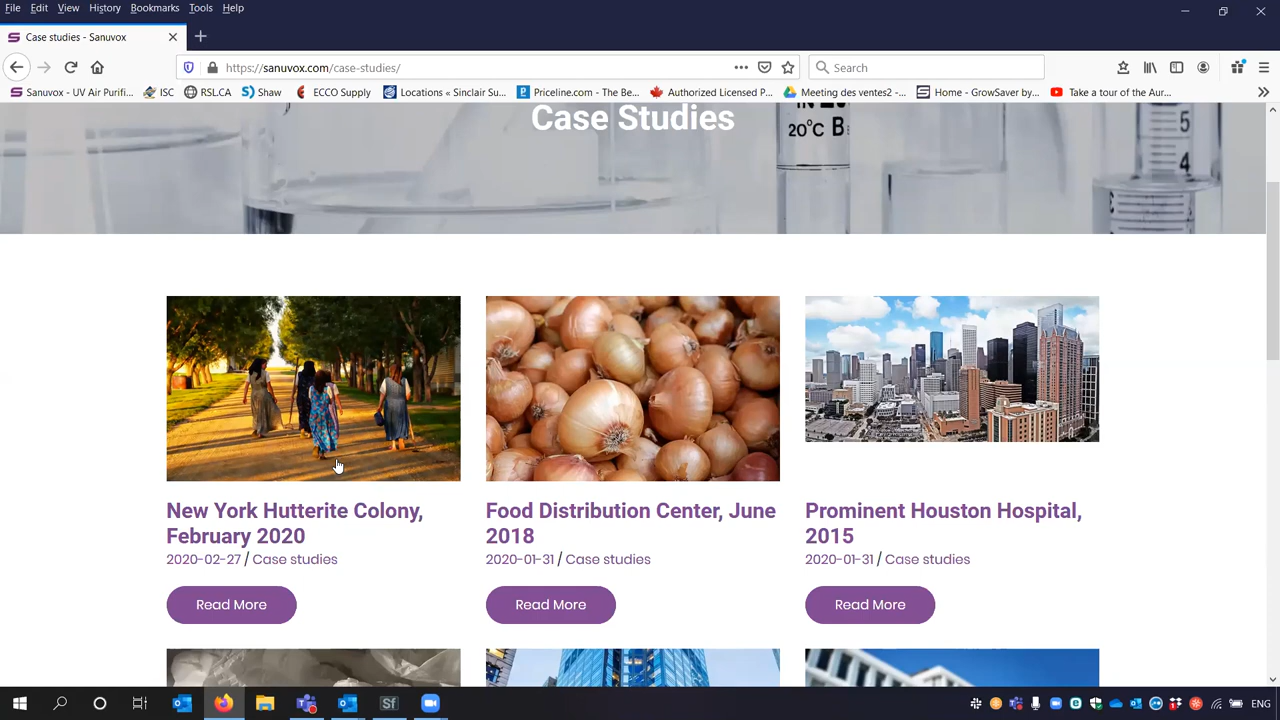 File Edit View History Bookmarks Tools Help
Case studies - Sanuvox
https://sanuvox.com/case-studies/
Search
Sanuvox - UV Air Purifi... ISC RSL.CA Shaw ECCO Supply Locations « Sinclair Su... Priceline.com - The Be... Authorized Licensed P... Meeting des ventes2 -... Home - GrowSaver by... Take a tour of the Aur...
Case Studies
20°C B
5
4
New York Hutterite Colony,
February 2020
2020-02-27 / Case studies
Read More
Food Distribution Center, June
2018
2020-01-31 / Case studies
Read More
Prominent Houston Hospital,
2015
2020-01-31 / Case studies
Read More
Sf
ENG